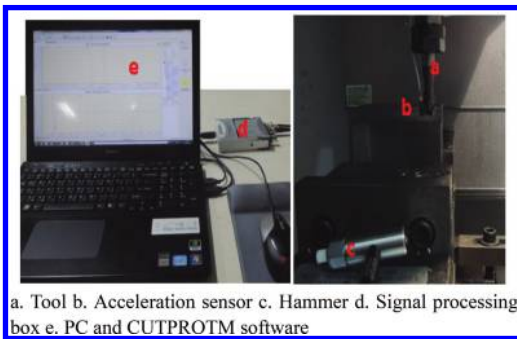 e
d
a
b
c
a. Tool b. Acceleration sensor c. Hammer d. Signal processing
box e. PC and CUTPROTM software